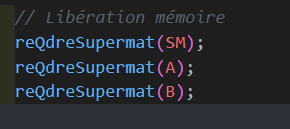 // Libération mémoire
reQdreSupermat(SM);
reQdreSupermat(A);
reQdreSupermat(B);